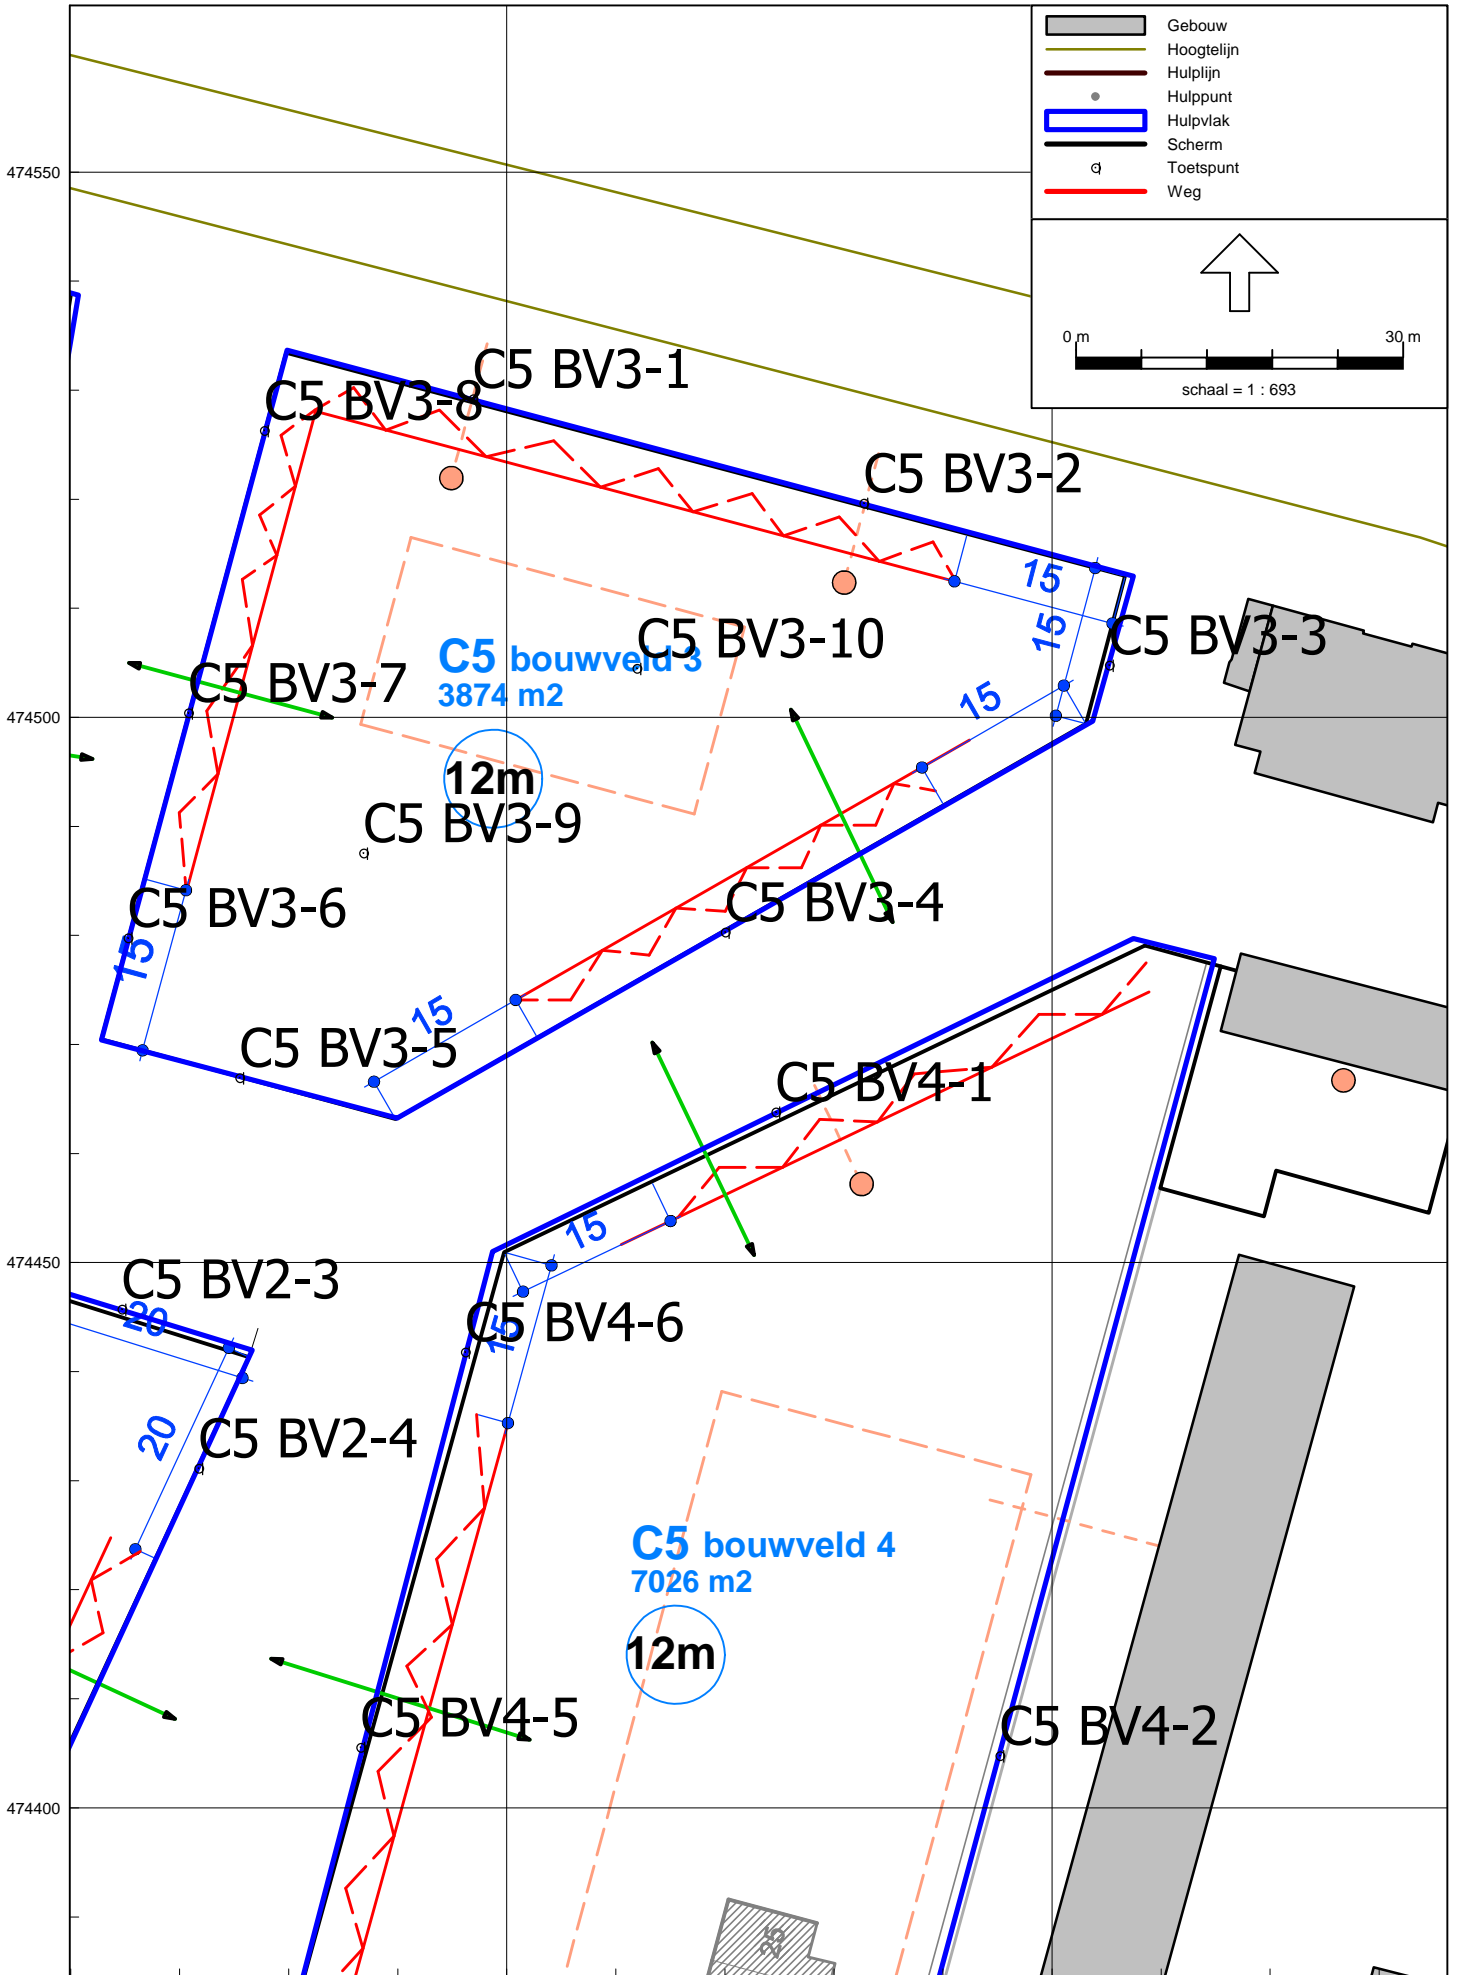 Gebouw
Hoogtelijn
Hulplijn
Hulppunt
Hulpvlak
Scherm
Toetspunt
Weg
474550
0 m
30 m
schaal = 1 : 693
C5 BV3-1
C5 BV3-8
C5 BV3-2
15
15
C5 BV3-3
C5 BV3-10
C5 bouwveld 3
3874 m2
C5 BV3-7
15
474500
12m
C5 BV3-9
C5 BV3-6
C5 BV3-4
15
15
C5 BV3-5
C5 BV4-1
15
474450
C5 BV2-3
20
C5 BV4-6
15
20
C5 BV2-4
C5 bouwveld 4
7026 m2
12m
C5 BV4-5
C5 BV4-2
474400
25